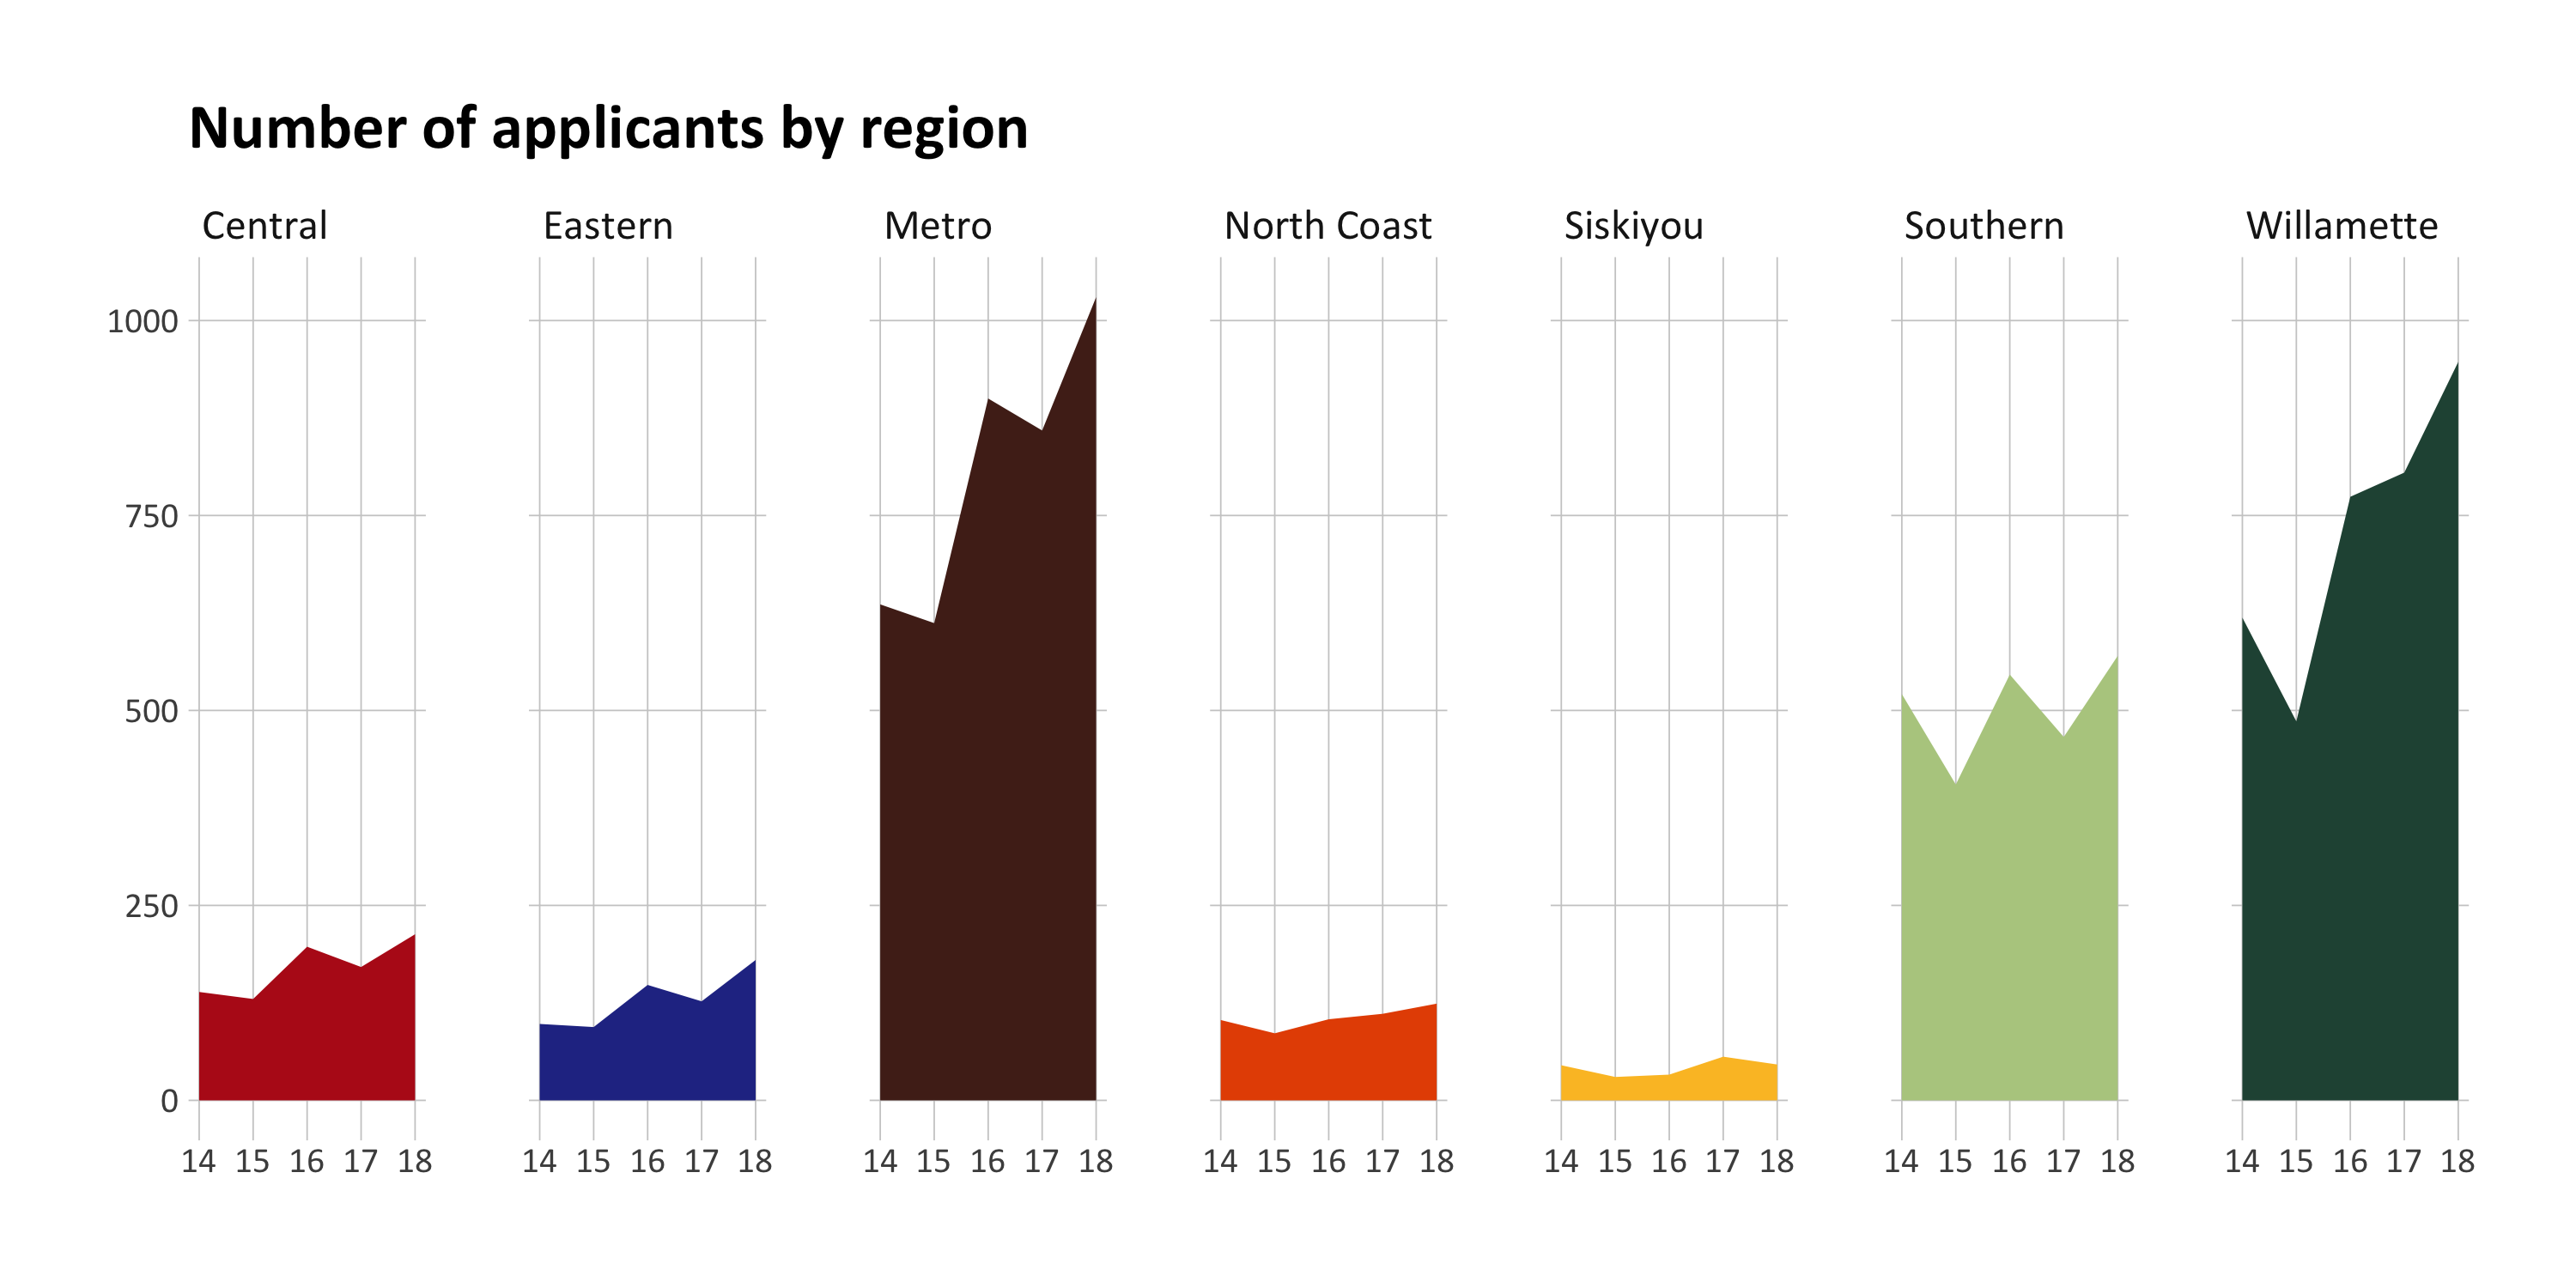 Number of applicants by region
Central Eastern Metro North Coast Siskiyou Southern Willamette
1000
750
500
250
0
14 15 16 17 18 14 15 16 17 18 14 15 16 17 18 14 15 16 17 18 14 15 16 17 18 14 15 16 17 18 14 15 16 17 18